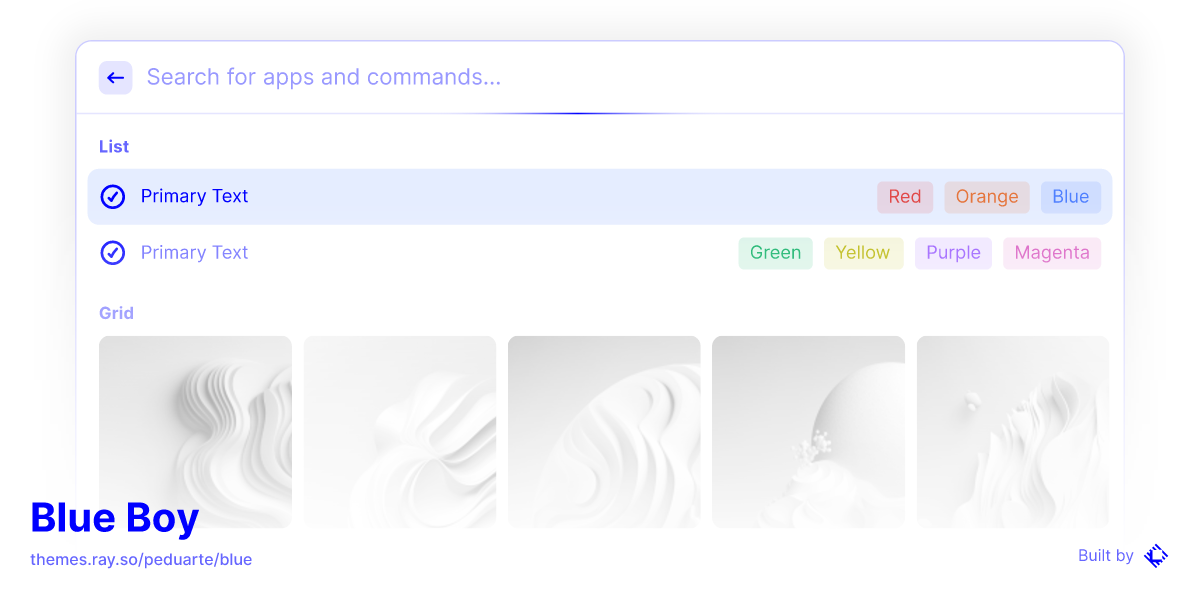 Search for apps and commands...
List
Primary Text Red Orange Blue
Primary Text Green Yellow Purple Magenta
Grid
Blue Boy
themes.ray.so/peduarte/blue
Built by